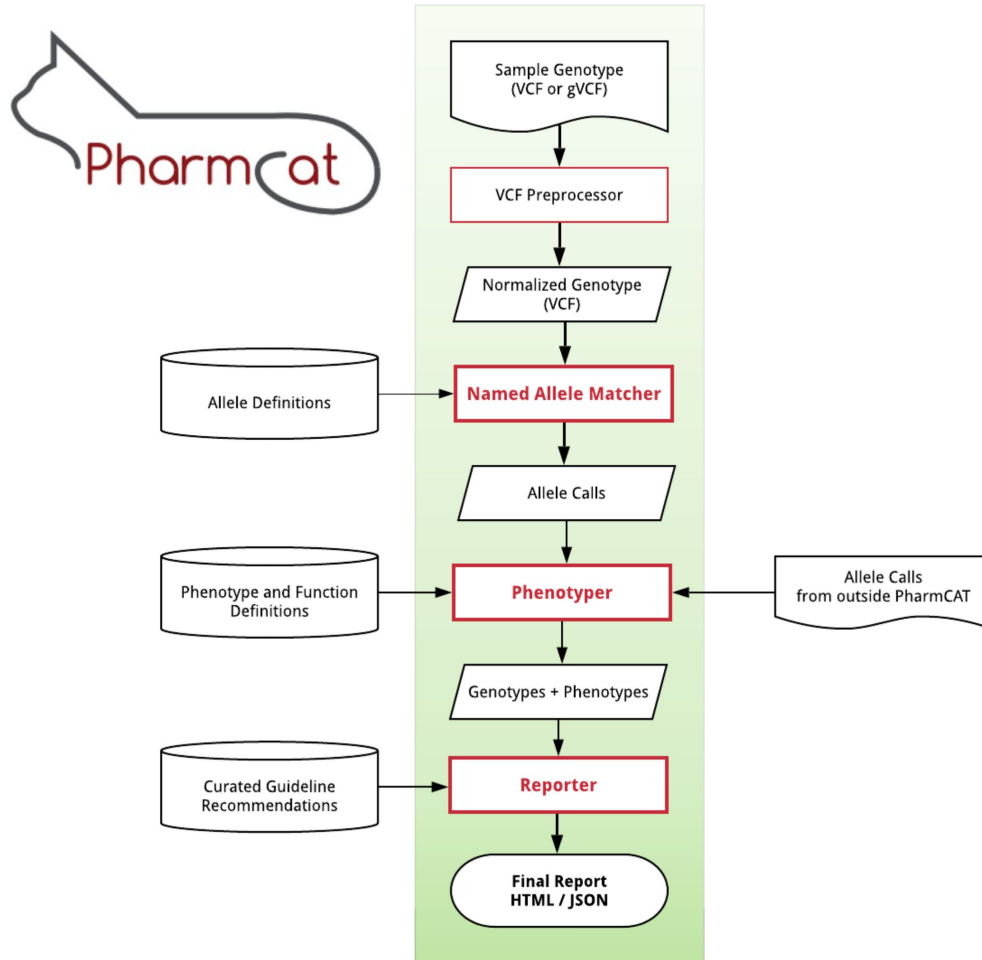 PharmCat
Sample Genotype
(VCF or gVCF)
VCF Preprocessor
Normalized Genotype
(VCF)
Allele Definitions
Named Allele Matcher
Allele Calls
Phenotype and Function
Definitions
Phenotyper
Allele Calls
from outside PharmCAT
Genotypes + Phenotypes
Curated Guideline
Recommendations
Reporter
Final Report
HTML / JSON